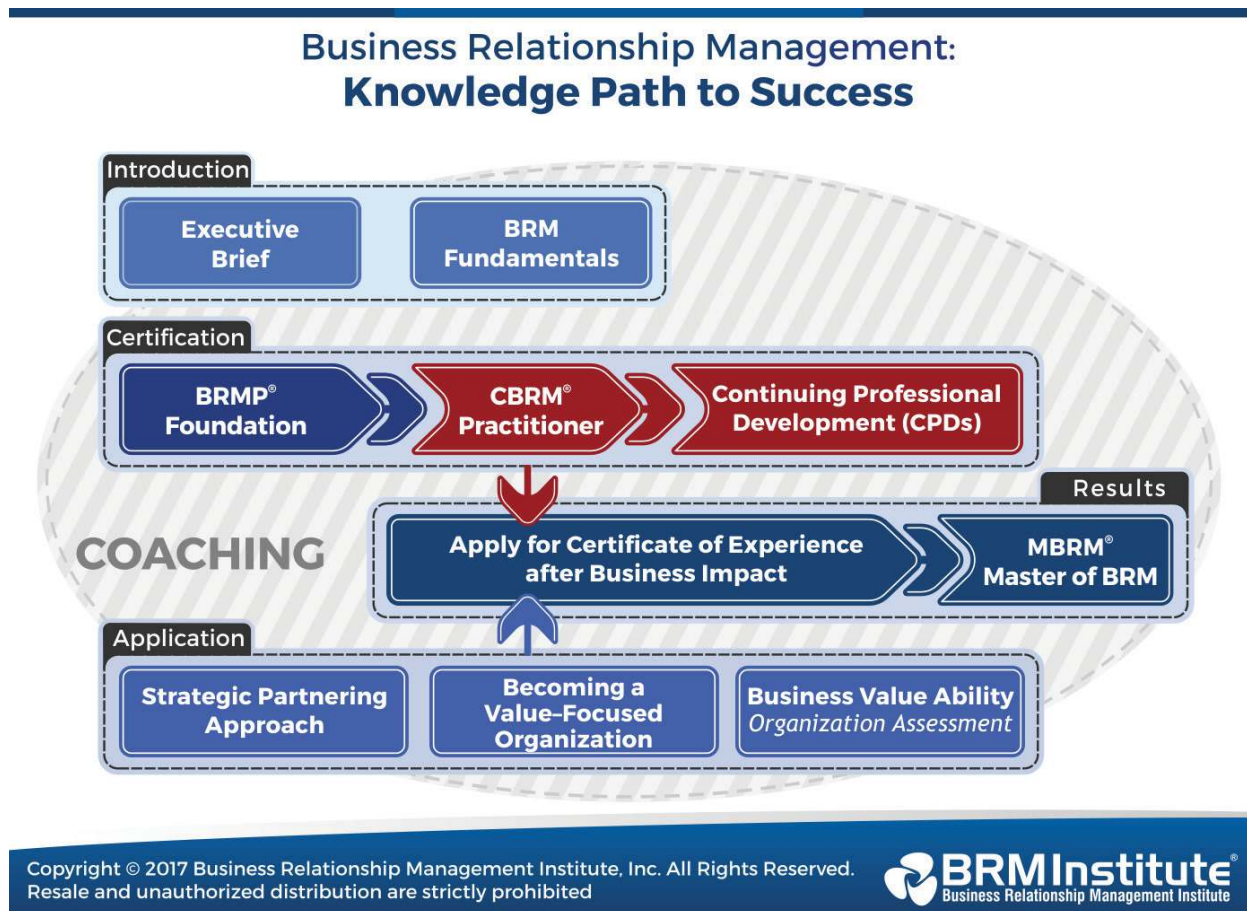 Business Relationship Management:
Knowledge Path to Success
Introduction
Executive
Brief
BRM
Fundamentals
Certification
BRMP®
Foundation
CBRM®
Practitioner
Continuing Professional
Development (CPDs)
Results
COACHING
Apply for Certificate of Experience
after Business Impact
MBRM®
Master of BRM
Application
Strategic Partnering
Approach
Becoming a
Value-Focused
Organization
Business Value Ability
Organization Assessment
Copyright © 2017 Business Relationship Management Institute, Inc. All Rights Reserved.
Resale and unauthorized distribution are strictly prohibited
BRMInstitute®
Business Relationship Management Institute